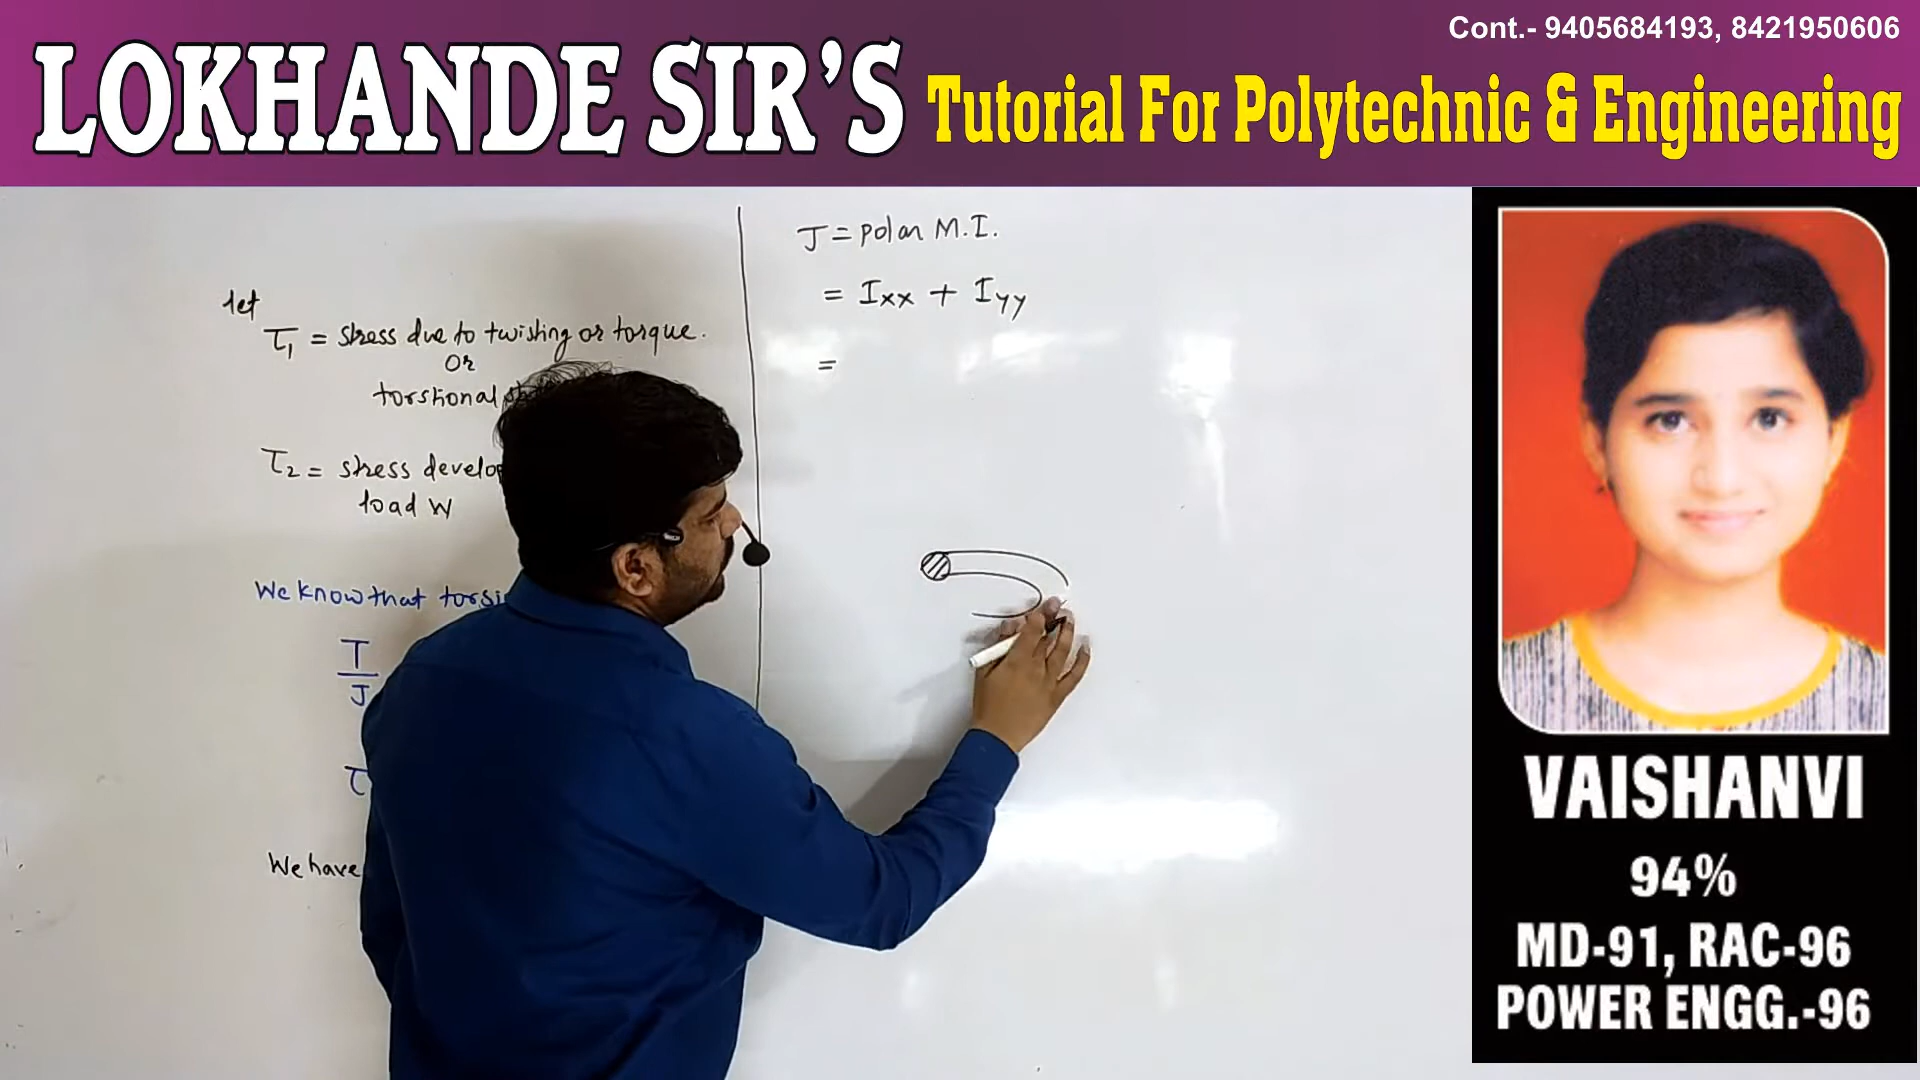 Cont.- 9405684193, 8421950606
LOKHANDE SIR'S Tutorial For Polytechnic & Engineering
let
τ₁ = stress due to twisting or torque.
Or
torsional
τ₂ = stress
load W
We know that
T
J
τ
We have
J = polar M.I.
= Ixx + Iyy
=
VAISHANVI
94%
MD-91, RAC-96
POWER ENGG.-96